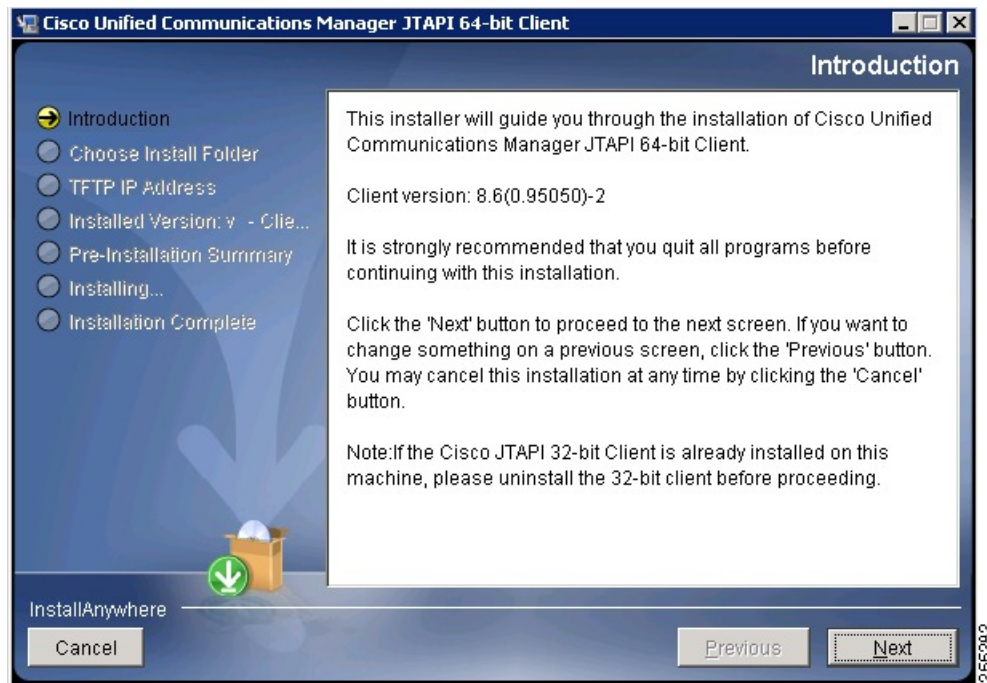 Cisco Unified Communications Manager JTAPI 64-bit Client
Introduction
Introduction
Choose Install Folder
TFTP IP Address
Installed Version: v - Clie...
Pre-Installation Summary
Installing...
Installation Complete
This installer will guide you through the installation of Cisco Unified
Communications Manager JTAPI 64-bit Client.
Client version: 8.6(0.95050)-2
It is strongly recommended that you quit all programs before
continuing with this installation.
Click the 'Next' button to proceed to the next screen. If you want to
change something on a previous screen, click the 'Previous' button.
You may cancel this installation at any time by clicking the 'Cancel'
button.
Note:If the Cisco JTAPI 32-bit Client is already installed on this
machine, please uninstall the 32-bit client before proceeding.
InstallAnywhere
Cancel
Previous
Next